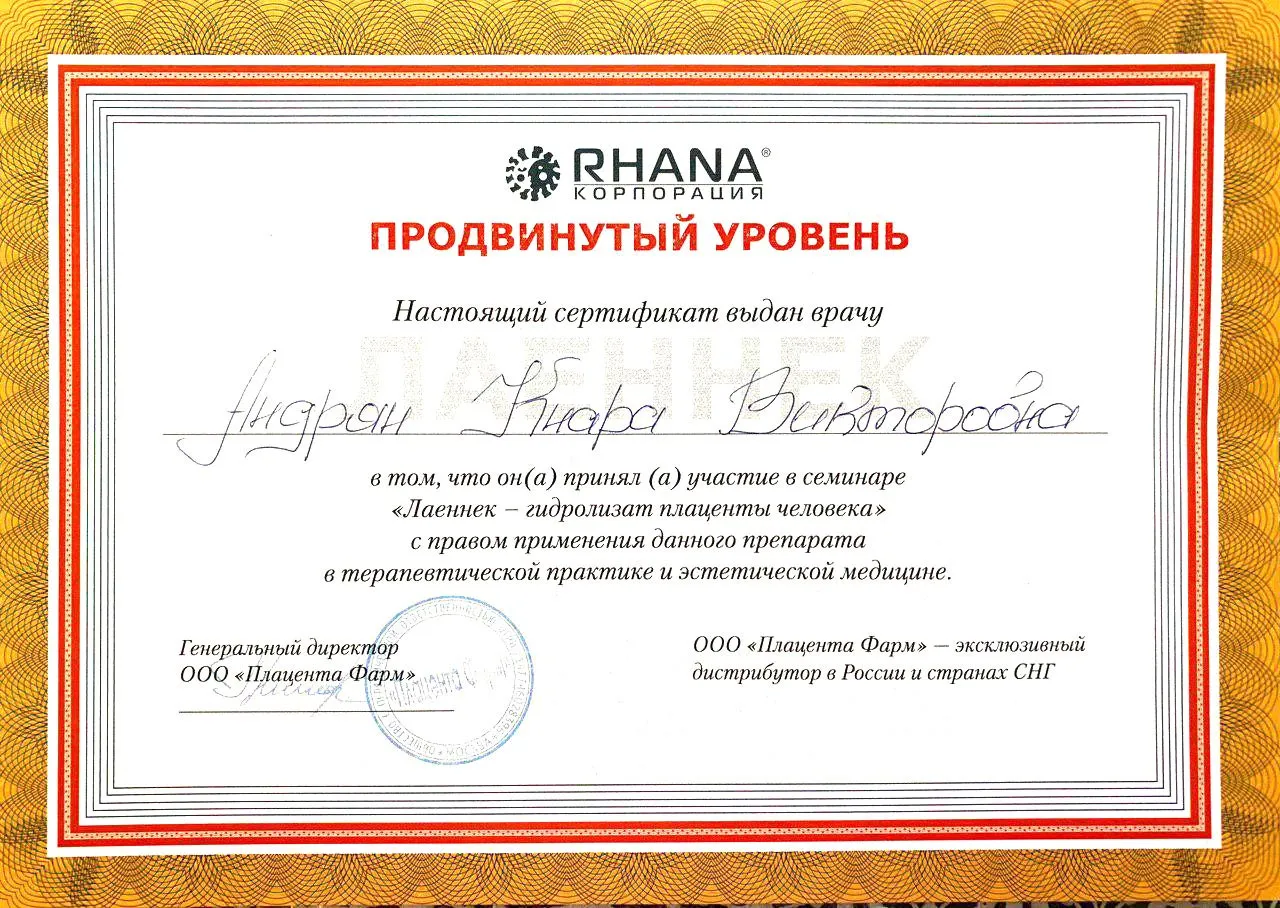 RHANA®
КОРПОРАЦИЯ
ПРОДВИНУТЫЙ УРОВЕНЬ
Настоящий сертификат выдан врачу
ЛАЕННЕК
Андрян Кнара Викторовна
в том, что он(а) принял (а) участие в семинаре
«Лаеннек – гидролизат плаценты человека»
с правом применения данного препарата
в терапевтической практике и эстетической медицине.
Генеральный директор
ООО «Плацента Фарм»
ООО «Плацента Фарм» — эксклюзивный
дистрибутор в России и странах СНГ